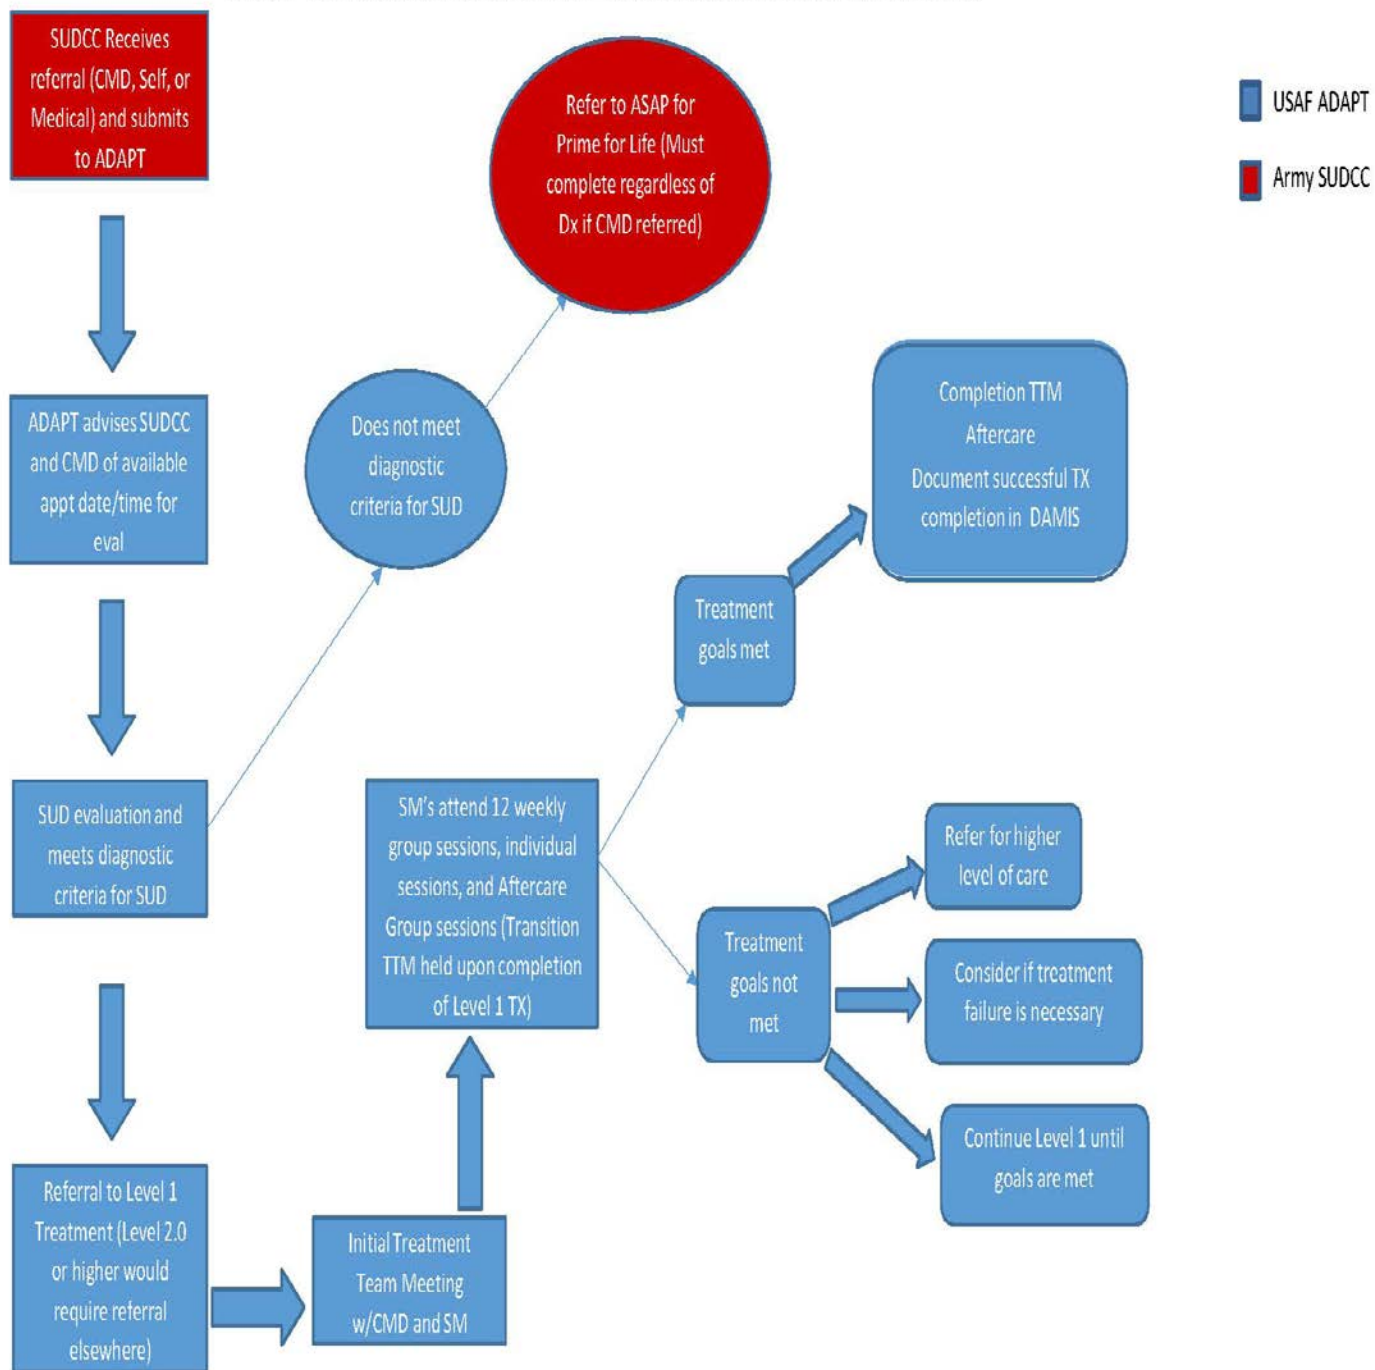 SUDCC Receives
referral (CMD, Self, or
Medical) and submits
to ADAPT
Refer to ASAP for
Prime for Life (Must
complete regardless of
Dx if CMD referred)
USAF ADAPT
Army SUDCC
ADAPT advises SUDCC
and CMD of available
appt date/time for
eval
Does not meet
diagnostic
criteria for SUD
Completion TTM
Aftercare
Document successful TX
completion in DAMIS
Treatment
goals met
SUD evaluation and
meets diagnostic
criteria for SUD
SM's attend 12 weekly
group sessions, individual
sessions, and Aftercare
Group sessions (Transition
TTM held upon completion
of Level 1 TX)
Refer for higher
level of care
Treatment
goals not
met
Consider if treatment
failure is necessary
Continue Level 1 until
goals are met
Referral to Level 1
Treatment (Level 2.0
or higher would
require referral
elsewhere)
Initial Treatment
Team Meeting
w/CMD and SM